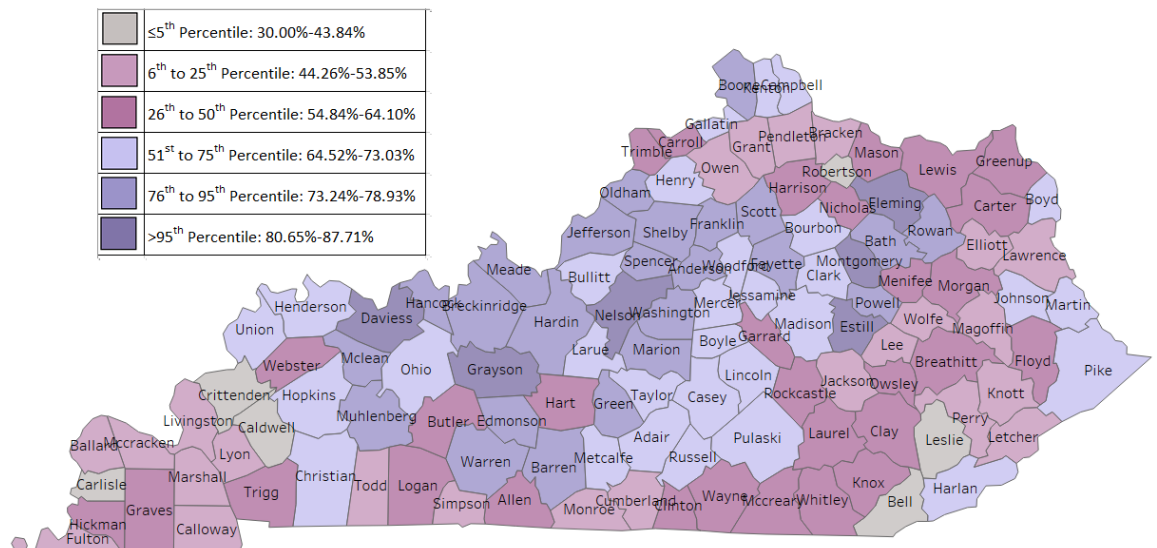 ≤5th Percentile: 30.00%-43.84%
6th to 25th Percentile: 44.26%-53.85%
26th to 50th Percentile: 54.84%-64.10%
51st to 75th Percentile: 64.52%-73.03%
76th to 95th Percentile: 73.24%-78.93%
>95th Percentile: 80.65%-87.71%
Boone
Kenton
Campbell
Gallatin
Carroll
Trimble
Grant
Pendleton
Bracken
Mason
Lewis
Greenup
Owen
Robertson
Henry
Harrison
Oldham
Nicholas
Fleming
Carter
Boyd
Scott
Franklin
Bourbon
Jefferson
Shelby
Bath
Rowan
Elliott
Lawrence
Spencer
Anderson
Woodford
Fayette
Montgomery
Clark
Meade
Bullitt
Menifee
Morgan
Johnson
Martin
Jessamine
Mercer
Henderson
Hancock
Breckinridge
Nelson
Washington
Powell
Daviess
Hardin
Madison
Estill
Wolfe
Magoffin
Union
Garrard
Boyle
Lee
Larue
Marion
Mclean
Ohio
Grayson
Webster
Breathitt
Floyd
Pike
Lincoln
Jackson
Owsley
Crittenden
Hopkins
Hart
Green
Taylor
Casey
Rockcastle
Knott
Livingston
Caldwell
Muhlenberg
Butler
Edmonson
Perry
Ballard
Mccracken
Adair
Pulaski
Laurel
Clay
Leslie
Letcher
Lyon
Warren
Barren
Metcalfe
Russell
Marshall
Christian
Carlisle
Trigg
Todd
Logan
Knox
Harlan
Simpson
Allen
Monroe
Cumberland
Clinton
Wayne
Mccreary
Whitley
Bell
Graves
Hickman
Calloway
Fulton